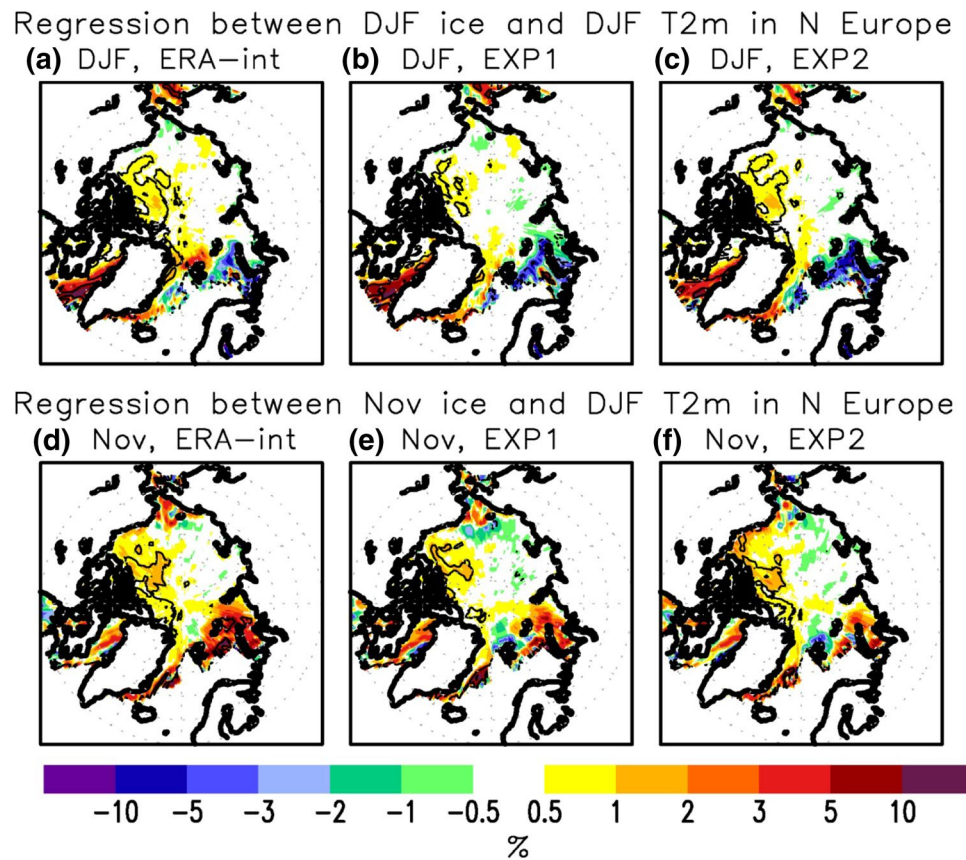 Regression between DJF ice and DJF T2m in N Europe
(a) DJF, ERA-int (b) DJF, EXP1 (c) DJF, EXP2
Regression between Nov ice and DJF T2m in N Europe
(d) Nov, ERA-int (e) Nov, EXP1 (f) Nov, EXP2
-10 -5 -3 -2 -1 -0.5 0.5 1 2 3 5 10
%